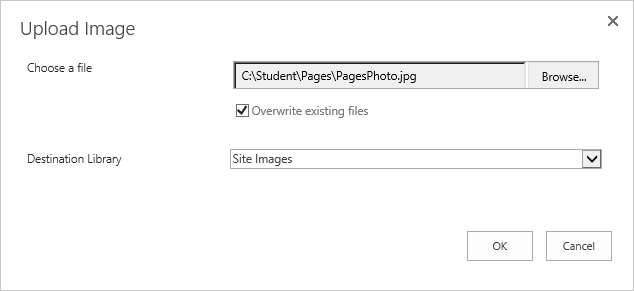 Upload Image
Choose a file
C:\Student\Pages\PagesPhoto.jpg
Browse...
Overwrite existing files
Destination Library
Site Images
OK
Cancel